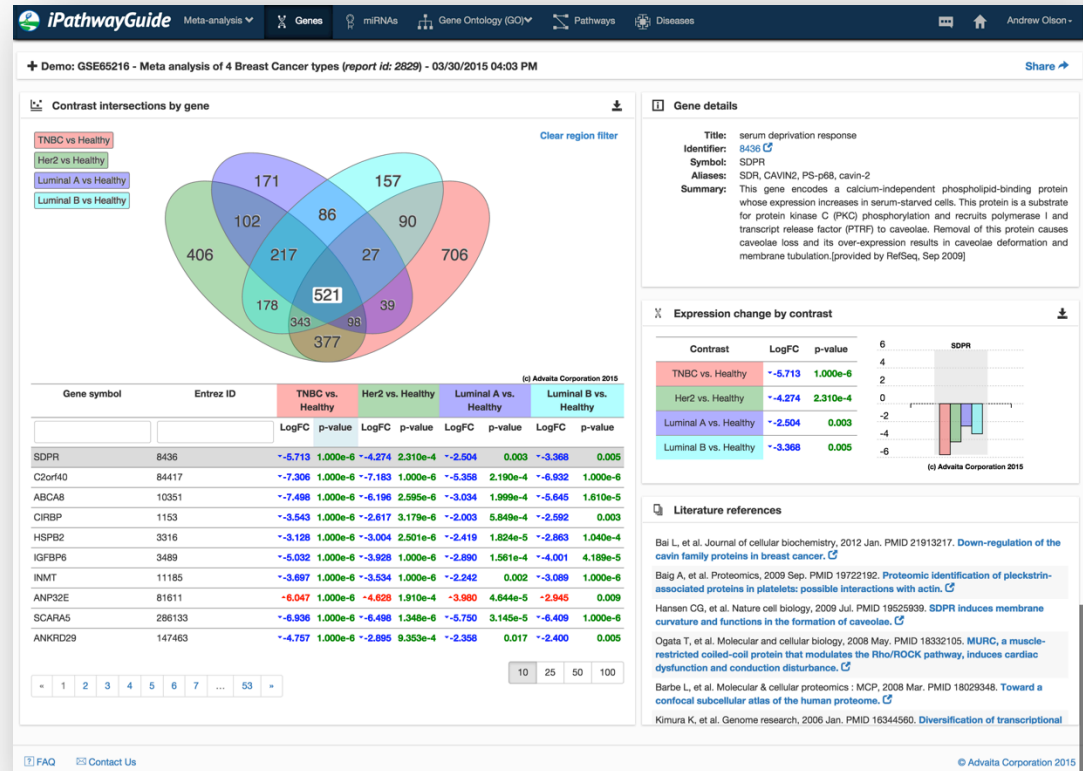 iPathwayGuide Meta-analysis Genes miRNAs Gene Ontology (GO) Pathways Diseases Andrew Olson
Demo: GSE65216 - Meta analysis of 4 Breast Cancer types (report id: 2829) - 03/30/2015 04:03 PM Share
Contrast intersections by gene
Clear region filter
TNBC vs Healthy
Her2 vs Healthy
Luminal A vs Healthy
Luminal B vs Healthy
171 157
102 86 90
406 217 27 706
521
178 39
343 98
377
(c) Advaita Corporation 2015
Gene symbol Entrez ID TNBC vs. Healthy Her2 vs. Healthy Luminal A vs. Healthy Luminal B vs. Healthy
LogFC p-value LogFC p-value LogFC p-value LogFC p-value
SDPR 8436 -5.713 1.000e-6 -4.274 2.310e-4 -2.504 0.003 -3.368 0.005
C2orf40 84417 -7.306 1.000e-6 -7.183 1.000e-6 -5.358 2.190e-4 -6.932 1.000e-6
ABCA8 10351 -7.498 1.000e-6 -6.196 2.595e-6 -3.034 1.999e-4 -5.645 1.610e-5
CIRBP 1153 -3.543 1.000e-6 -2.617 3.179e-6 -2.003 5.849e-4 -2.592 0.003
HSPB2 3316 -3.128 1.000e-6 -3.004 2.501e-6 -2.419 1.824e-5 -2.863 1.040e-4
IGFBP6 3489 -5.032 1.000e-6 -3.928 1.000e-6 -2.890 1.561e-4 -4.001 4.189e-5
INMT 11185 -3.697 1.000e-6 -3.534 1.000e-6 -2.242 0.002 -3.089 1.000e-6
ANP32E 81611 6.047 1.000e-6 4.628 1.910e-4 3.980 4.644e-5 2.945 0.009
SCARA5 286133 -6.936 1.000e-6 -6.498 1.348e-6 -5.750 3.145e-5 -6.409 1.000e-6
ANKRD29 147463 -4.757 1.000e-6 -2.895 9.353e-4 -2.358 0.017 -2.400 0.005
« 1 2 3 4 5 6 7 ... 53 »
10 25 50 100
Gene details
Title: serum deprivation response
Identifier: 8436
Symbol: SDPR
Aliases: SDR, CAVIN2, PS-p68, cavin-2
Summary: This gene encodes a calcium-independent phospholipid-binding protein
whose expression increases in serum-starved cells. This protein is a substrate
for protein kinase C (PKC) phosphorylation and recruits polymerase I and
transcript release factor (PTRF) to caveolae. Removal of this protein causes
caveolae loss and its over-expression results in caveolae deformation and
membrane tubulation.[provided by RefSeq, Sep 2009]
Expression change by contrast
Contrast LogFC p-value
TNBC vs. Healthy -5.713 1.000e-6
Her2 vs. Healthy -4.274 2.310e-4
Luminal A vs. Healthy -2.504 0.003
Luminal B vs. Healthy -3.368 0.005
SDPR
6
4
2
0
-2
-4
-6
(c) Advaita Corporation 2015
Literature references
Bai L, et al. Journal of cellular biochemistry, 2012 Jan. PMID 21913217. Down-regulation of the
cavin family proteins in breast cancer.
Baig A, et al. Proteomics, 2009 Sep. PMID 19722192. Proteomic identification of pleckstrin-
associated proteins in platelets: possible interactions with actin.
Hansen CG, et al. Nature cell biology, 2009 Jul. PMID 19525939. SDPR induces membrane
curvature and functions in the formation of caveolae.
Ogata T, et al. Molecular and cellular biology, 2008 May. PMID 18332105. MURC, a muscle-
restricted coiled-coil protein that modulates the Rho/ROCK pathway, induces cardiac
dysfunction and conduction disturbance.
Barbe L, et al. Molecular & cellular proteomics : MCP, 2008 Mar. PMID 18029348. Toward a
confocal subcellular atlas of the human proteome.
Kimura K, et al. Genome research, 2006 Jan. PMID 16344560. Diversification of transcriptional
FAQ Contact Us © Advaita Corporation 2015